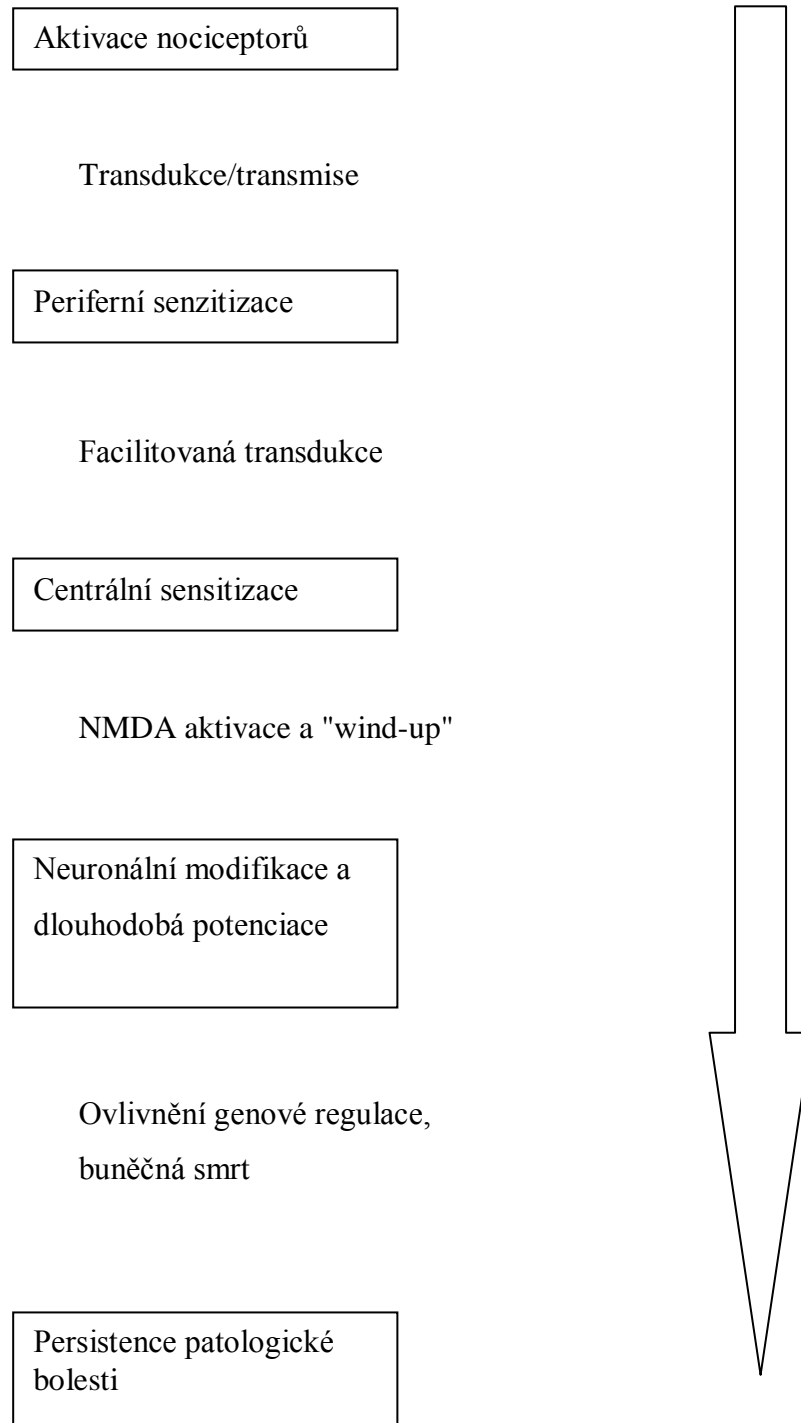 Aktivace nociceptorů
Transdukce/transmise
Periferní senzitizace
Facilitovaná transdukce
Centrální sensitizace
NMDA aktivace a "wind-up"
Neuronální modifikace a
dlouhodobá potenciace
Ovlivnění genové regulace,
buněčná smrt
Persistence patologické
bolesti